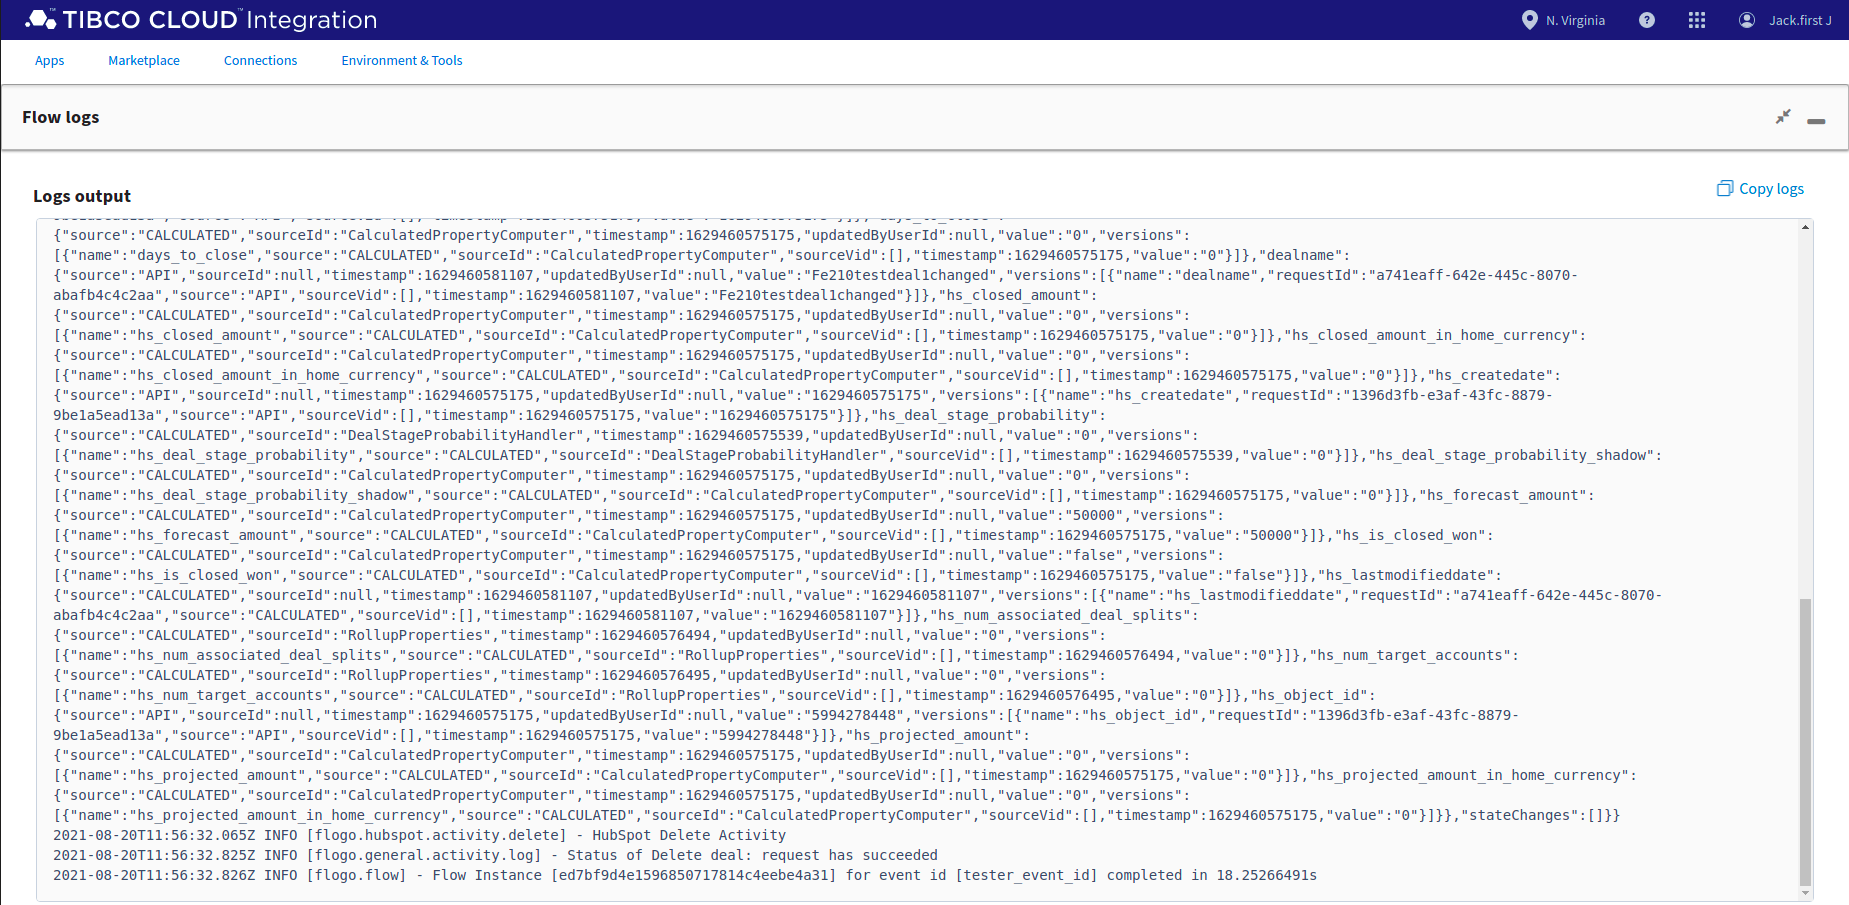 TIBCO CLOUD™ Integration
N. Virginia
?
Jack.first J
Apps
Marketplace
Connections
Environment & Tools
Flow logs
Logs output
Copy logs
{"source":"CALCULATED","sourceId":"CalculatedPropertyComputer","timestamp":1629460575175,"updatedByUserId":null,"value":"0","versions":
[{"name":"days_to_close","source":"CALCULATED","sourceId":"CalculatedPropertyComputer","sourceVid":[],"timestamp":1629460575175,"value":"0"}]},"dealname":
{"source":"API","sourceId":null,"timestamp":1629460581107,"updatedByUserId":null,"value":"Fe210testdeal1changed","versions":[{"name":"dealname","requestId":"a741eaff-642e-445c-8070-
abafb4c4c2aa","source":"API","sourceVid":[],"timestamp":1629460581107,"value":"Fe210testdeal1changed"}]},"hs_closed_amount":
{"source":"CALCULATED","sourceId":"CalculatedPropertyComputer","timestamp":1629460575175,"updatedByUserId":null,"value":"0","versions":
[{"name":"hs_closed_amount","source":"CALCULATED","sourceId":"CalculatedPropertyComputer","sourceVid":[],"timestamp":1629460575175,"value":"0"}]},"hs_closed_amount_in_home_currency":
{"source":"CALCULATED","sourceId":"CalculatedPropertyComputer","timestamp":1629460575175,"updatedByUserId":null,"value":"0","versions":
[{"name":"hs_closed_amount_in_home_currency","source":"CALCULATED","sourceId":"CalculatedPropertyComputer","sourceVid":[],"timestamp":1629460575175,"value":"0"}]},"hs_createdate":
{"source":"API","sourceId":null,"timestamp":1629460575175,"updatedByUserId":null,"value":"1629460575175","versions":[{"name":"hs_createdate","requestId":"1396d3fb-e3af-43fc-8879-
9be1a5ead13a","source":"API","sourceVid":[],"timestamp":1629460575175,"value":"1629460575175"}]},"hs_deal_stage_probability":
{"source":"CALCULATED","sourceId":"DealStageProbabilityHandler","timestamp":1629460575539,"updatedByUserId":null,"value":"0","versions":
[{"name":"hs_deal_stage_probability","source":"CALCULATED","sourceId":"DealStageProbabilityHandler","sourceVid":[],"timestamp":1629460575539,"value":"0"}]},"hs_deal_stage_probability_shadow":
{"source":"CALCULATED","sourceId":"CalculatedPropertyComputer","timestamp":1629460575175,"updatedByUserId":null,"value":"0","versions":
[{"name":"hs_deal_stage_probability_shadow","source":"CALCULATED","sourceId":"CalculatedPropertyComputer","sourceVid":[],"timestamp":1629460575175,"value":"0"}]},"hs_forecast_amount":
{"source":"CALCULATED","sourceId":"CalculatedPropertyComputer","timestamp":1629460575175,"updatedByUserId":null,"value":"50000","versions":
[{"name":"hs_forecast_amount","source":"CALCULATED","sourceId":"CalculatedPropertyComputer","sourceVid":[],"timestamp":1629460575175,"value":"50000"}]},"hs_is_closed_won":
{"source":"CALCULATED","sourceId":"CalculatedPropertyComputer","timestamp":1629460575175,"updatedByUserId":null,"value":"false","versions":
[{"name":"hs_is_closed_won","source":"CALCULATED","sourceId":"CalculatedPropertyComputer","sourceVid":[],"timestamp":1629460575175,"value":"false"}]},"hs_lastmodifieddate":
{"source":"CALCULATED","sourceId":null,"timestamp":1629460581107,"updatedByUserId":null,"value":"1629460581107","versions":[{"name":"hs_lastmodifieddate","requestId":"a741eaff-642e-445c-8070-
abafb4c4c2aa","source":"CALCULATED","sourceVid":[],"timestamp":1629460581107,"value":"1629460581107"}]},"hs_num_associated_deal_splits":
{"source":"CALCULATED","sourceId":"RollupProperties","timestamp":1629460576494,"updatedByUserId":null,"value":"0","versions":
[{"name":"hs_num_associated_deal_splits","source":"CALCULATED","sourceId":"RollupProperties","sourceVid":[],"timestamp":1629460576494,"value":"0"}]},"hs_num_target_accounts":
{"source":"CALCULATED","sourceId":"RollupProperties","timestamp":1629460576495,"updatedByUserId":null,"value":"0","versions":
[{"name":"hs_num_target_accounts","source":"CALCULATED","sourceId":"RollupProperties","sourceVid":[],"timestamp":1629460576495,"value":"0"}]},"hs_object_id":
{"source":"API","sourceId":null,"timestamp":1629460575175,"updatedByUserId":null,"value":"5994278448","versions":[{"name":"hs_object_id","requestId":"1396d3fb-e3af-43fc-8879-
9be1a5ead13a","source":"API","sourceVid":[],"timestamp":1629460575175,"value":"5994278448"}]},"hs_projected_amount":
{"source":"CALCULATED","sourceId":"CalculatedPropertyComputer","timestamp":1629460575175,"updatedByUserId":null,"value":"0","versions":
[{"name":"hs_projected_amount","source":"CALCULATED","sourceId":"CalculatedPropertyComputer","sourceVid":[],"timestamp":1629460575175,"value":"0"}]},"hs_projected_amount_in_home_currency":
{"source":"CALCULATED","sourceId":"CalculatedPropertyComputer","timestamp":1629460575175,"updatedByUserId":null,"value":"0","versions":
[{"name":"hs_projected_amount_in_home_currency","source":"CALCULATED","sourceId":"CalculatedPropertyComputer","sourceVid":[],"timestamp":1629460575175,"value":"0"}]}},"stateChanges":[]}}
2021-08-20T11:56:32.065Z INFO [flogo.hubspot.activity.delete] - HubSpot Delete Activity
2021-08-20T11:56:32.825Z INFO [flogo.general.activity.log] - Status of Delete deal: request has succeeded
2021-08-20T11:56:32.826Z INFO [flogo.flow] - Flow Instance [ed7bf9d4e1596850717814c4eebe4a31] for event id [tester_event_id] completed in 18.25266491s